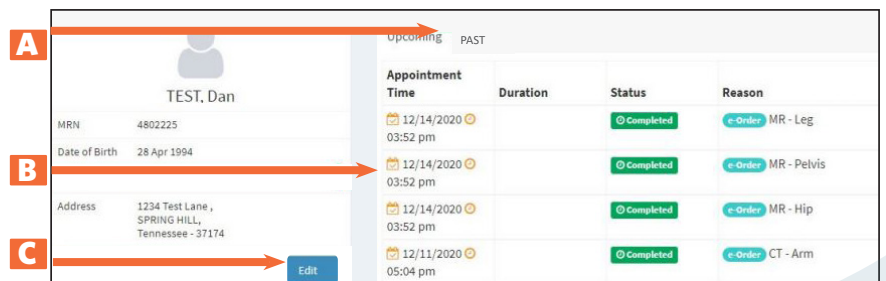 A
Upcoming PAST
TEST, Dan
MRN 4802225
Date of Birth 28 Apr 1994
B
Address 1234 Test Lane ,
SPRING HILL,
Tennessee - 37174
C
Edit
Appointment
Time Duration Status Reason
12/14/2020 Completed e-Order MR - Leg
03:52 pm
12/14/2020 Completed e-Order MR - Pelvis
03:52 pm
12/14/2020 Completed e-Order MR - Hip
03:52 pm
12/11/2020 Completed e-Order CT - Arm
05:04 pm